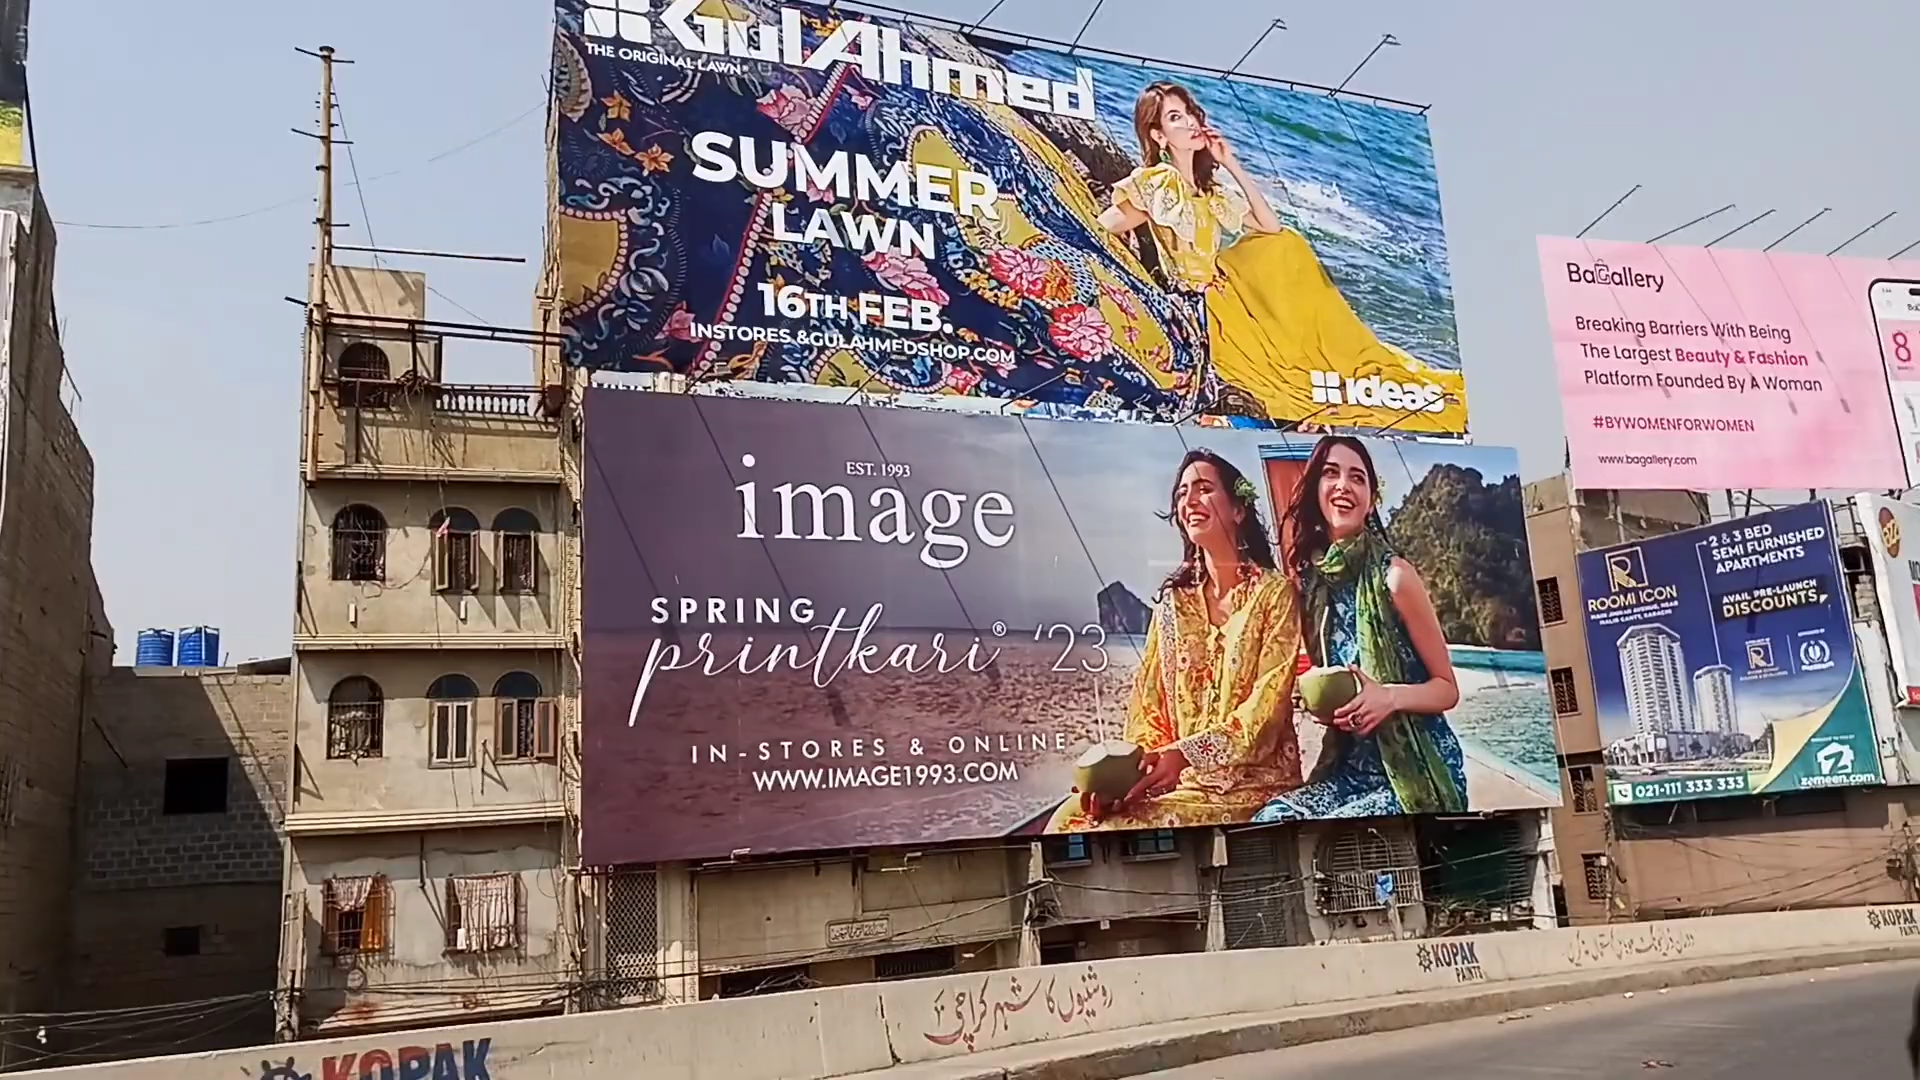 GulAhmed
THE ORIGINAL LAWN
SUMMER
LAWN
16TH FEB.
INSTORES &GULAHMEDSHOP.COM
ideas
EST. 1993
image
SPRING
printkari® '23
IN-STORES & ONLINE
WWW.IMAGE1993.COM
BaGallery
Breaking Barriers With Being
The Largest Beauty & Fashion
Platform Founded By A Woman
#BYWOMENFORWOMEN
www.bagallery.com
8
ROOMI ICON
2 & 3 BED
SEMI FURNISHED
APARTMENTS
AVAIL PRE-LAUNCH
DISCOUNTS
021-111 333 333
zameen.com
KOPAK
PAINTS
KOPAK
روشنیوں کا شہر کراچی
KOPAK